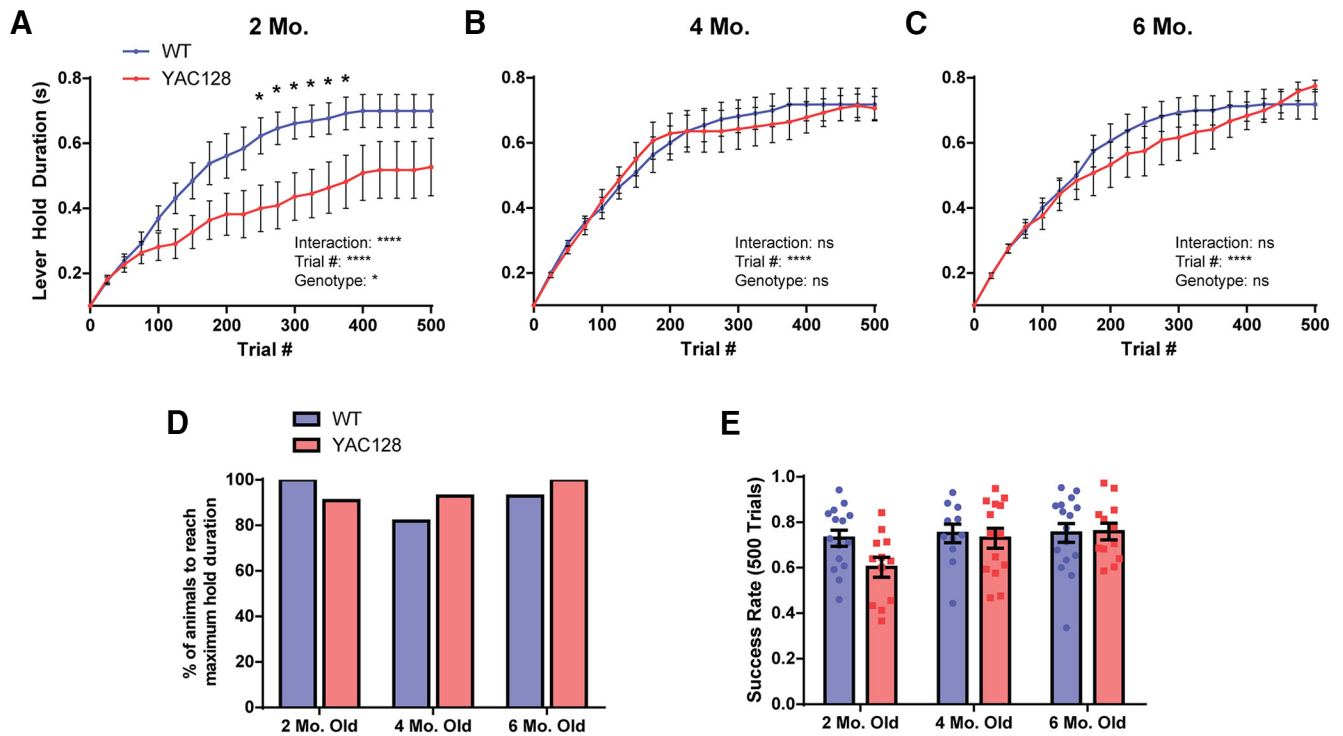 A
2 Mo.
WT
YAC128
Lever Hold Duration (s)
0.8
0.6
0.4
0.2
* * * * * *
Interaction: ****
Trial #: ****
Genotype: *
0 100 200 300 400 500
Trial #
B
4 Mo.
0.8
0.6
0.4
0.2
Interaction: ns
Trial #: ****
Genotype: ns
0 100 200 300 400 500
Trial #
C
6 Mo.
0.8
0.6
0.4
0.2
Interaction: ns
Trial #: ****
Genotype: ns
0 100 200 300 400 500
Trial #
D
WT
YAC128
% of animals to reach
maximum hold duration
100
80
60
40
20
0
2 Mo. Old 4 Mo. Old 6 Mo. Old
E
Success Rate (500 Trials)
1.0
0.8
0.6
0.4
0.2
0.0
2 Mo. Old 4 Mo. Old 6 Mo. Old